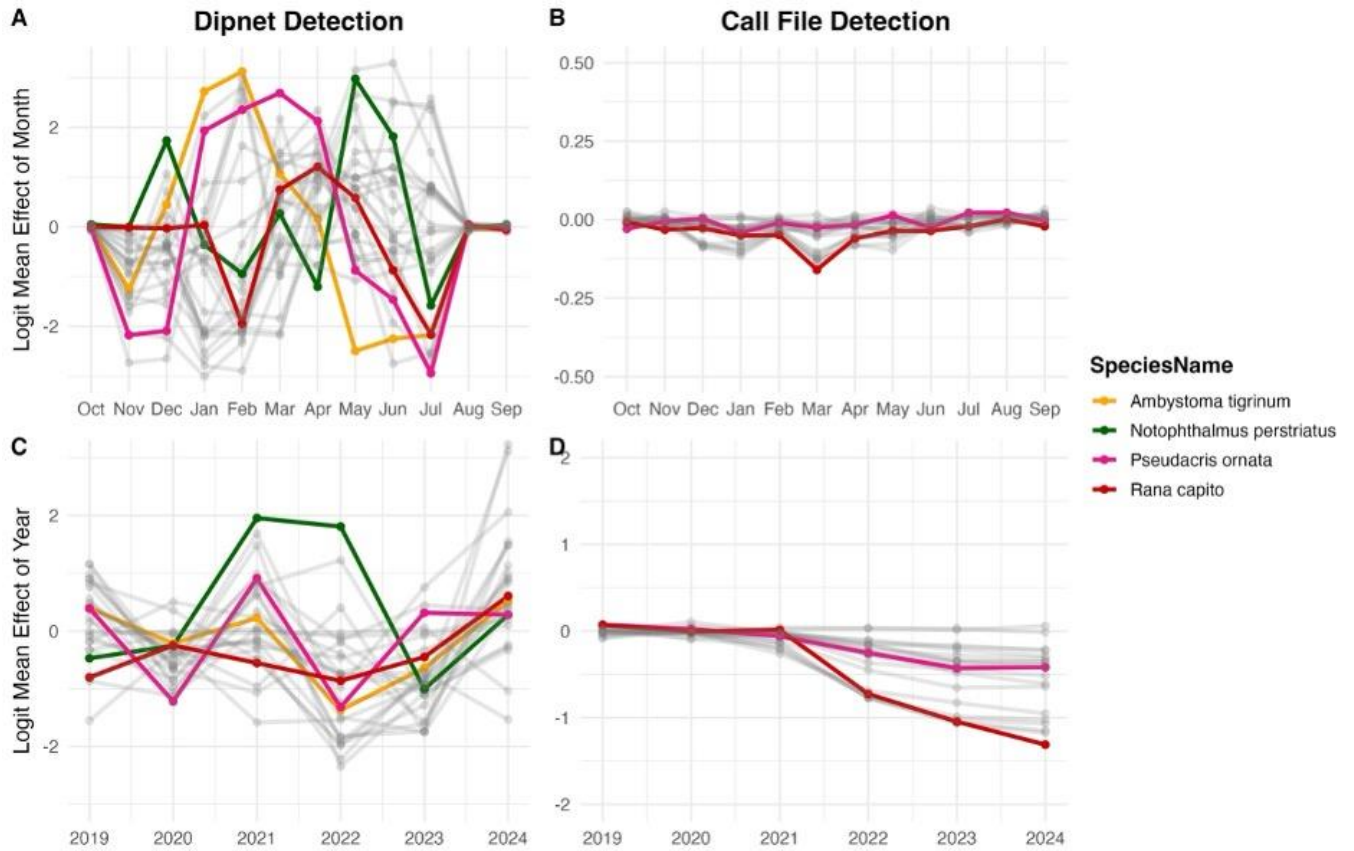 A Dipnet Detection B Call File Detection
Logit Mean Effect of Month
2
0
-2
Oct Nov Dec Jan Feb Mar Apr May Jun Jul Aug Sep
0.50
0.25
0.00
-0.25
-0.50
Oct Nov Dec Jan Feb Mar Apr May Jun Jul Aug Sep
SpeciesName
Ambystoma tigrinum
Notophthalmus perstriatus
Pseudacris ornata
Rana capito
C
Logit Mean Effect of Year
2
0
-2
2019 2020 2021 2022 2023 2024
D
2
1
0
-1
-2
2019 2020 2021 2022 2023 2024